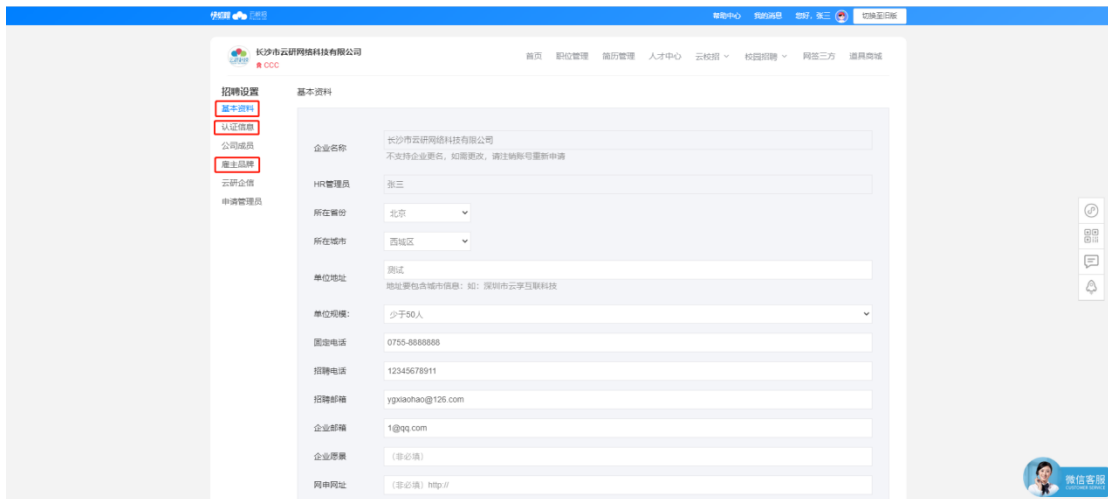 云校招
帮助中心 我的消息 您好, 张三 切换至旧版
长沙市云研网络科技有限公司
CCC
首页 职位管理 简历管理 人才中心 云校招 校园招聘 网签三方 道具商城
招聘设置
基本资料
认证信息
公司成员
雇主品牌
云研企信
申请管理员
基本资料
企业名称 长沙市云研网络科技有限公司
不支持企业更名，如需更改，请注销账号重新申请
HR管理员 张三
所在省份 北京
所在城市 西城区
单位地址 测试
地址要包含城市信息：如：深圳市云享互联科技
单位规模： 少于50人
固定电话 0755-8888888
招聘电话 12345678911
招聘邮箱 ygxiaohao@126.com
企业邮箱 1@qq.com
企业愿景 (非必填)
网申网址 (非必填) http://
微信客服
CUSTOMER SERVICE